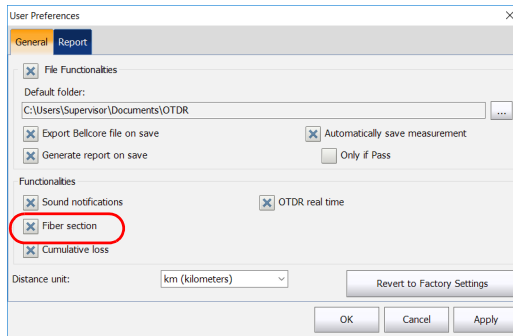 User Preferences
General Report
File Functionalities
Default folder:
C:\Users\Supervisor\Documents\OTDR
...
Export Bellcore file on save Automatically save measurement
Generate report on save Only if Pass
Functionalities
Sound notifications OTDR real time
Fiber section
Cumulative loss
Distance unit: km (kilometers) Revert to Factory Settings
OK Cancel Apply